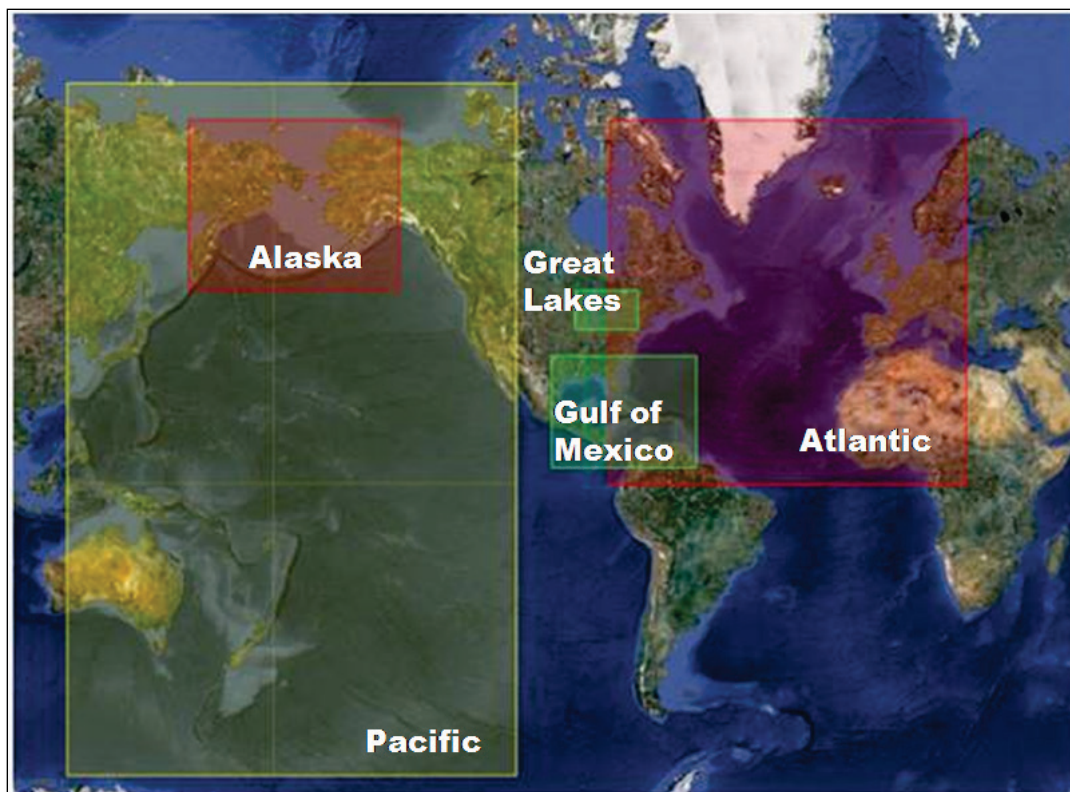 Alaska
Great
Lakes
Gulf of
Mexico
Atlantic
Pacific